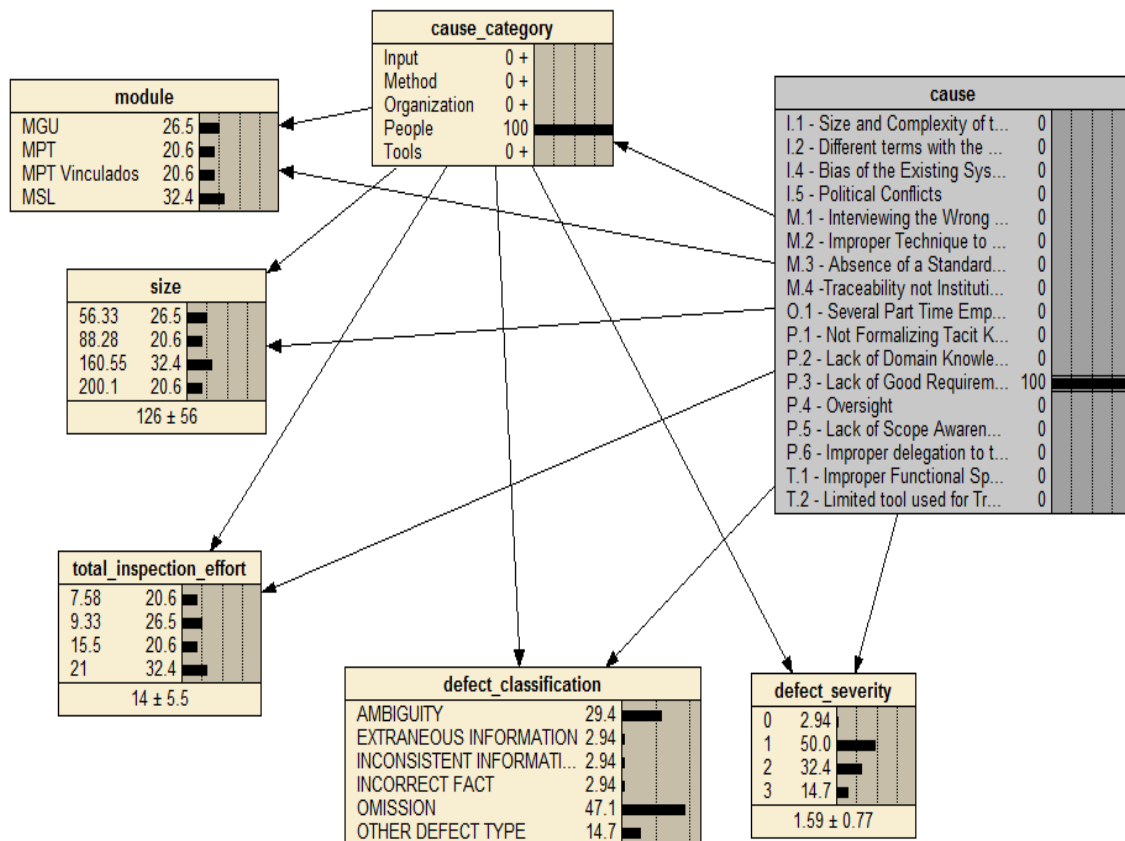 cause_category
Input 0 +
Method 0 +
Organization 0 +
People 100
Tools 0 +
module
MGU 26.5
MPT 20.6
MPT Vinculados 20.6
MSL 32.4
cause
I.1 - Size and Complexity of t... 0
I.2 - Different terms with the ... 0
I.4 - Bias of the Existing Sys... 0
I.5 - Political Conflicts 0
M.1 - Interviewing the Wrong ... 0
M.2 - Improper Technique to ... 0
M.3 - Absence of a Standard... 0
M.4 -Traceability not Instituti... 0
O.1 - Several Part Time Emp... 0
P.1 - Not Formalizing Tacit K... 0
P.2 - Lack of Domain Knowle... 0
P.3 - Lack of Good Requirem... 100
P.4 - Oversight 0
P.5 - Lack of Scope Awaren... 0
P.6 - Improper delegation to t... 0
T.1 - Improper Functional Sp... 0
T.2 - Limited tool used for Tr... 0
size
56.33 26.5
88.28 20.6
160.55 32.4
200.1 20.6
126 ± 56
total_inspection_effort
7.58 20.6
9.33 26.5
15.5 20.6
21 32.4
14 ± 5.5
defect_classification
AMBIGUITY 29.4
EXTRANEOUS INFORMATION 2.94
INCONSISTENT INFORMATI... 2.94
INCORRECT FACT 2.94
OMISSION 47.1
OTHER DEFECT TYPE 14.7
defect_severity
0 2.94
1 50.0
2 32.4
3 14.7
1.59 ± 0.77